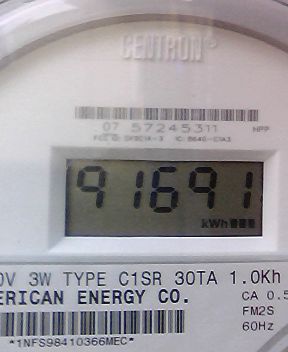 CENTRON®
07 57245311 HPP
91691
kWh
0V 3W TYPE C1SR 30TA 1.0Kh
ERICAN ENERGY CO. CA 0.5
FM2S
60Hz
*1NFS98410366MEC*